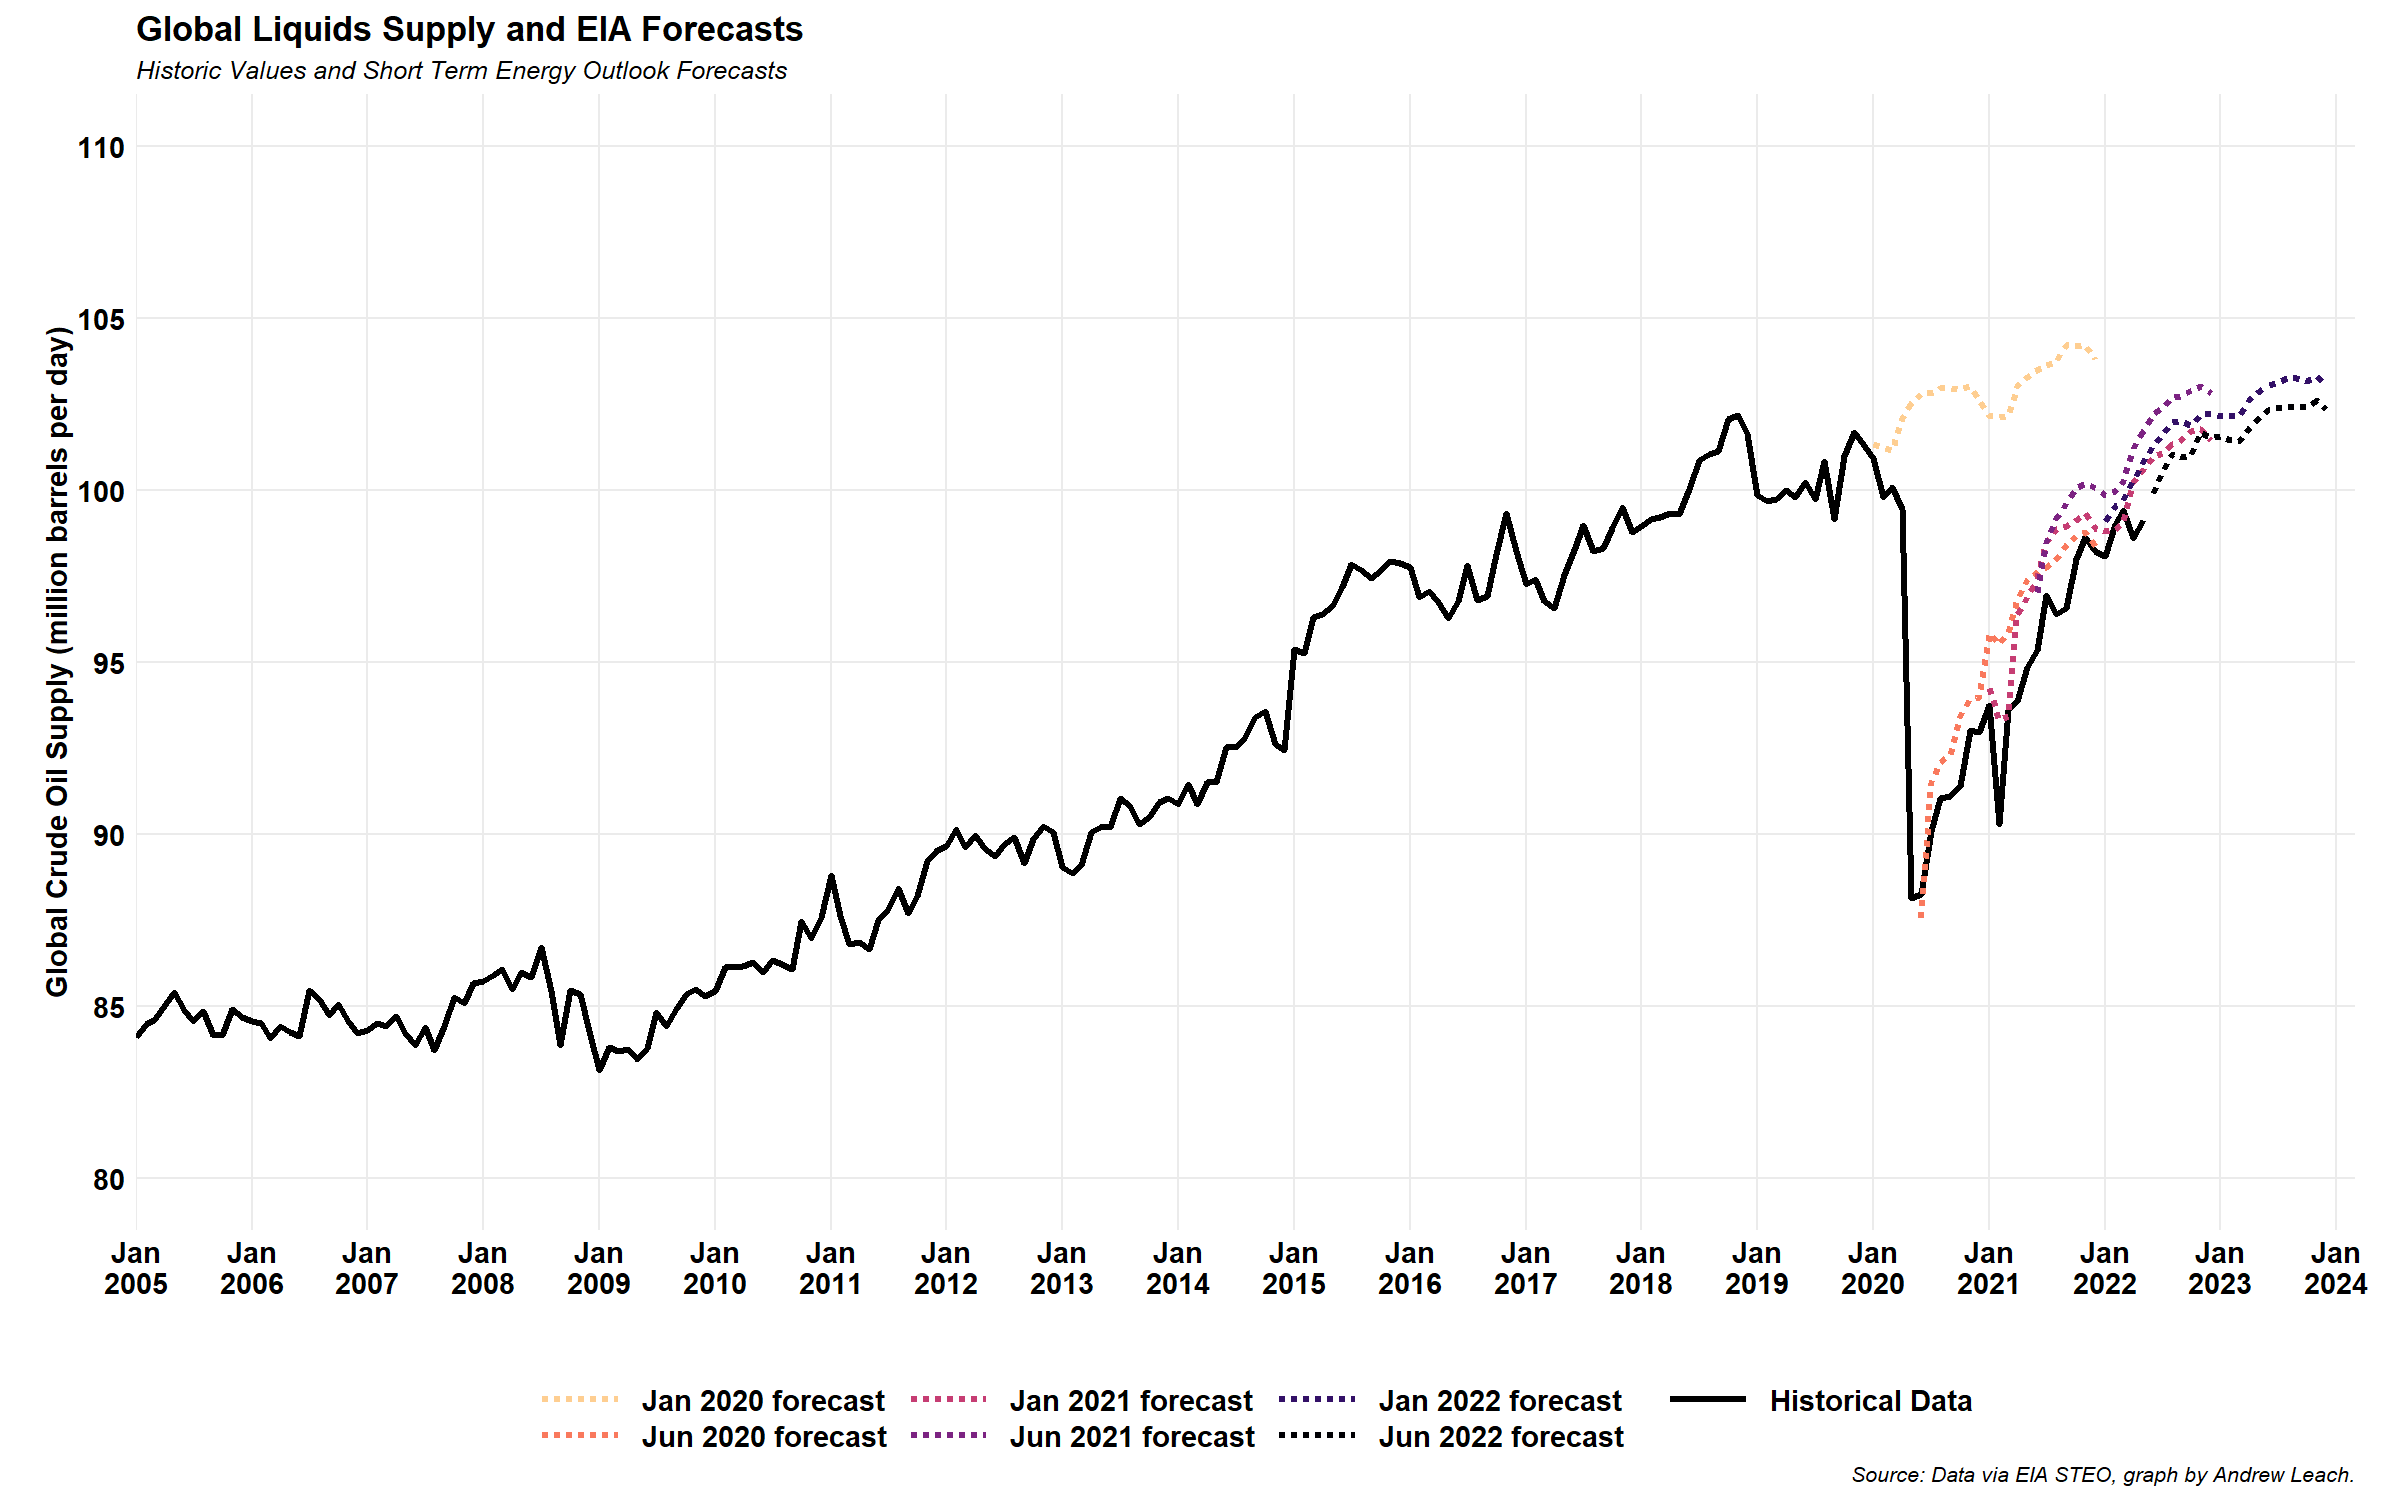 Global Liquids Supply and EIA Forecasts
Historic Values and Short Term Energy Outlook Forecasts
Global Crude Oil Supply (million barrels per day)
110
105
100
95
90
85
80
Jan 2005
Jan 2006
Jan 2007
Jan 2008
Jan 2009
Jan 2010
Jan 2011
Jan 2012
Jan 2013
Jan 2014
Jan 2015
Jan 2016
Jan 2017
Jan 2018
Jan 2019
Jan 2020
Jan 2021
Jan 2022
Jan 2023
Jan 2024
Jan 2020 forecast
Jun 2020 forecast
Jan 2021 forecast
Jun 2021 forecast
Jan 2022 forecast
Jun 2022 forecast
Historical Data
Source: Data via EIA STEO, graph by Andrew Leach.